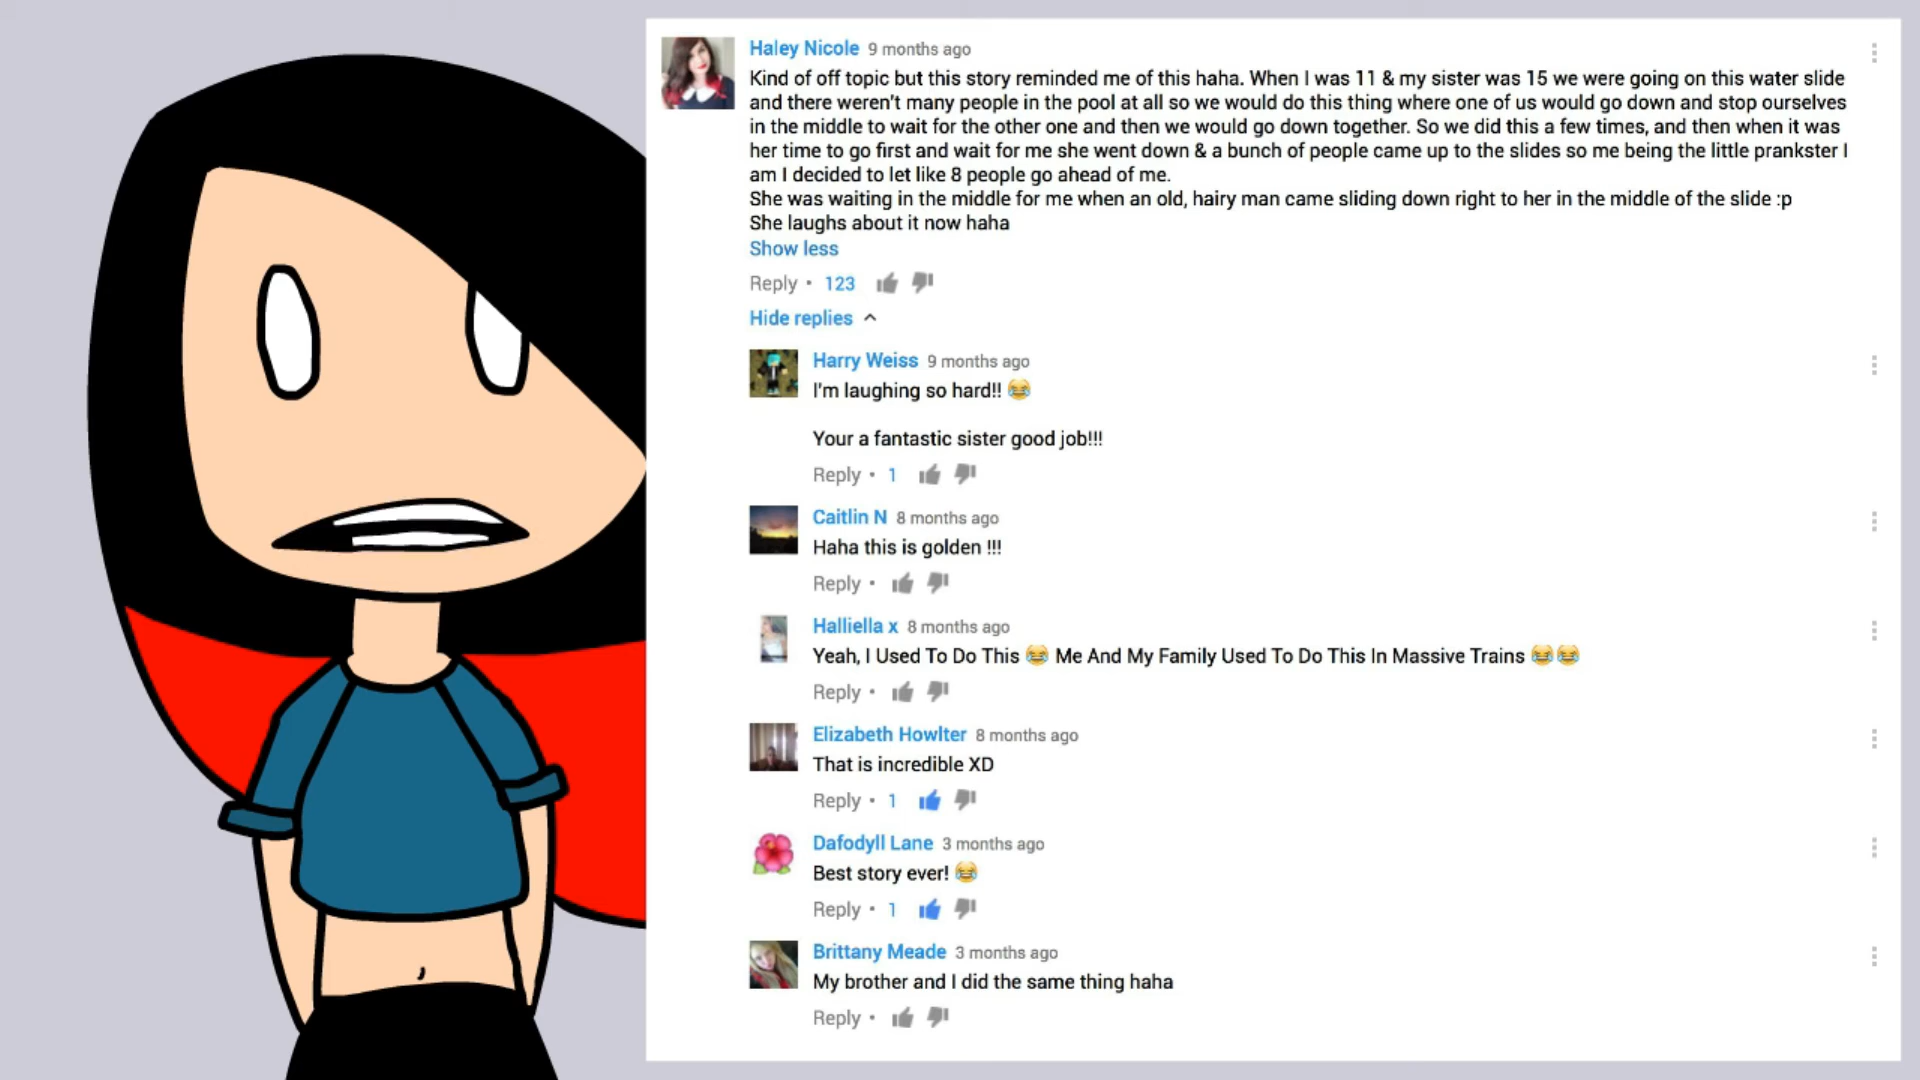 Haley Nicole 9 months ago
Kind of off topic but this story reminded me of this haha. When I was 11 & my sister was 15 we were going on this water slide
and there weren't many people in the pool at all so we would do this thing where one of us would go down and stop ourselves
in the middle to wait for the other one and then we would go down together. So we did this a few times, and then when it was
her time to go first and wait for me she went down & a bunch of people came up to the slides so me being the little prankster I
am I decided to let like 8 people go ahead of me.
She was waiting in the middle for me when an old, hairy man came sliding down right to her in the middle of the slide :p
She laughs about it now haha
Show less
Reply • 123
Hide replies
Harry Weiss 9 months ago
I'm laughing so hard!! 😂
Your a fantastic sister good job!!!
Reply • 1
Caitlin N 8 months ago
Haha this is golden !!!
Reply •
Halliella x 8 months ago
Yeah, I Used To Do This 😂 Me And My Family Used To Do This In Massive Trains 😂😂
Reply •
Elizabeth Howlter 8 months ago
That is incredible XD
Reply • 1
Dafodyll Lane 3 months ago
Best story ever! 😂
Reply • 1
Brittany Meade 3 months ago
My brother and I did the same thing haha
Reply •